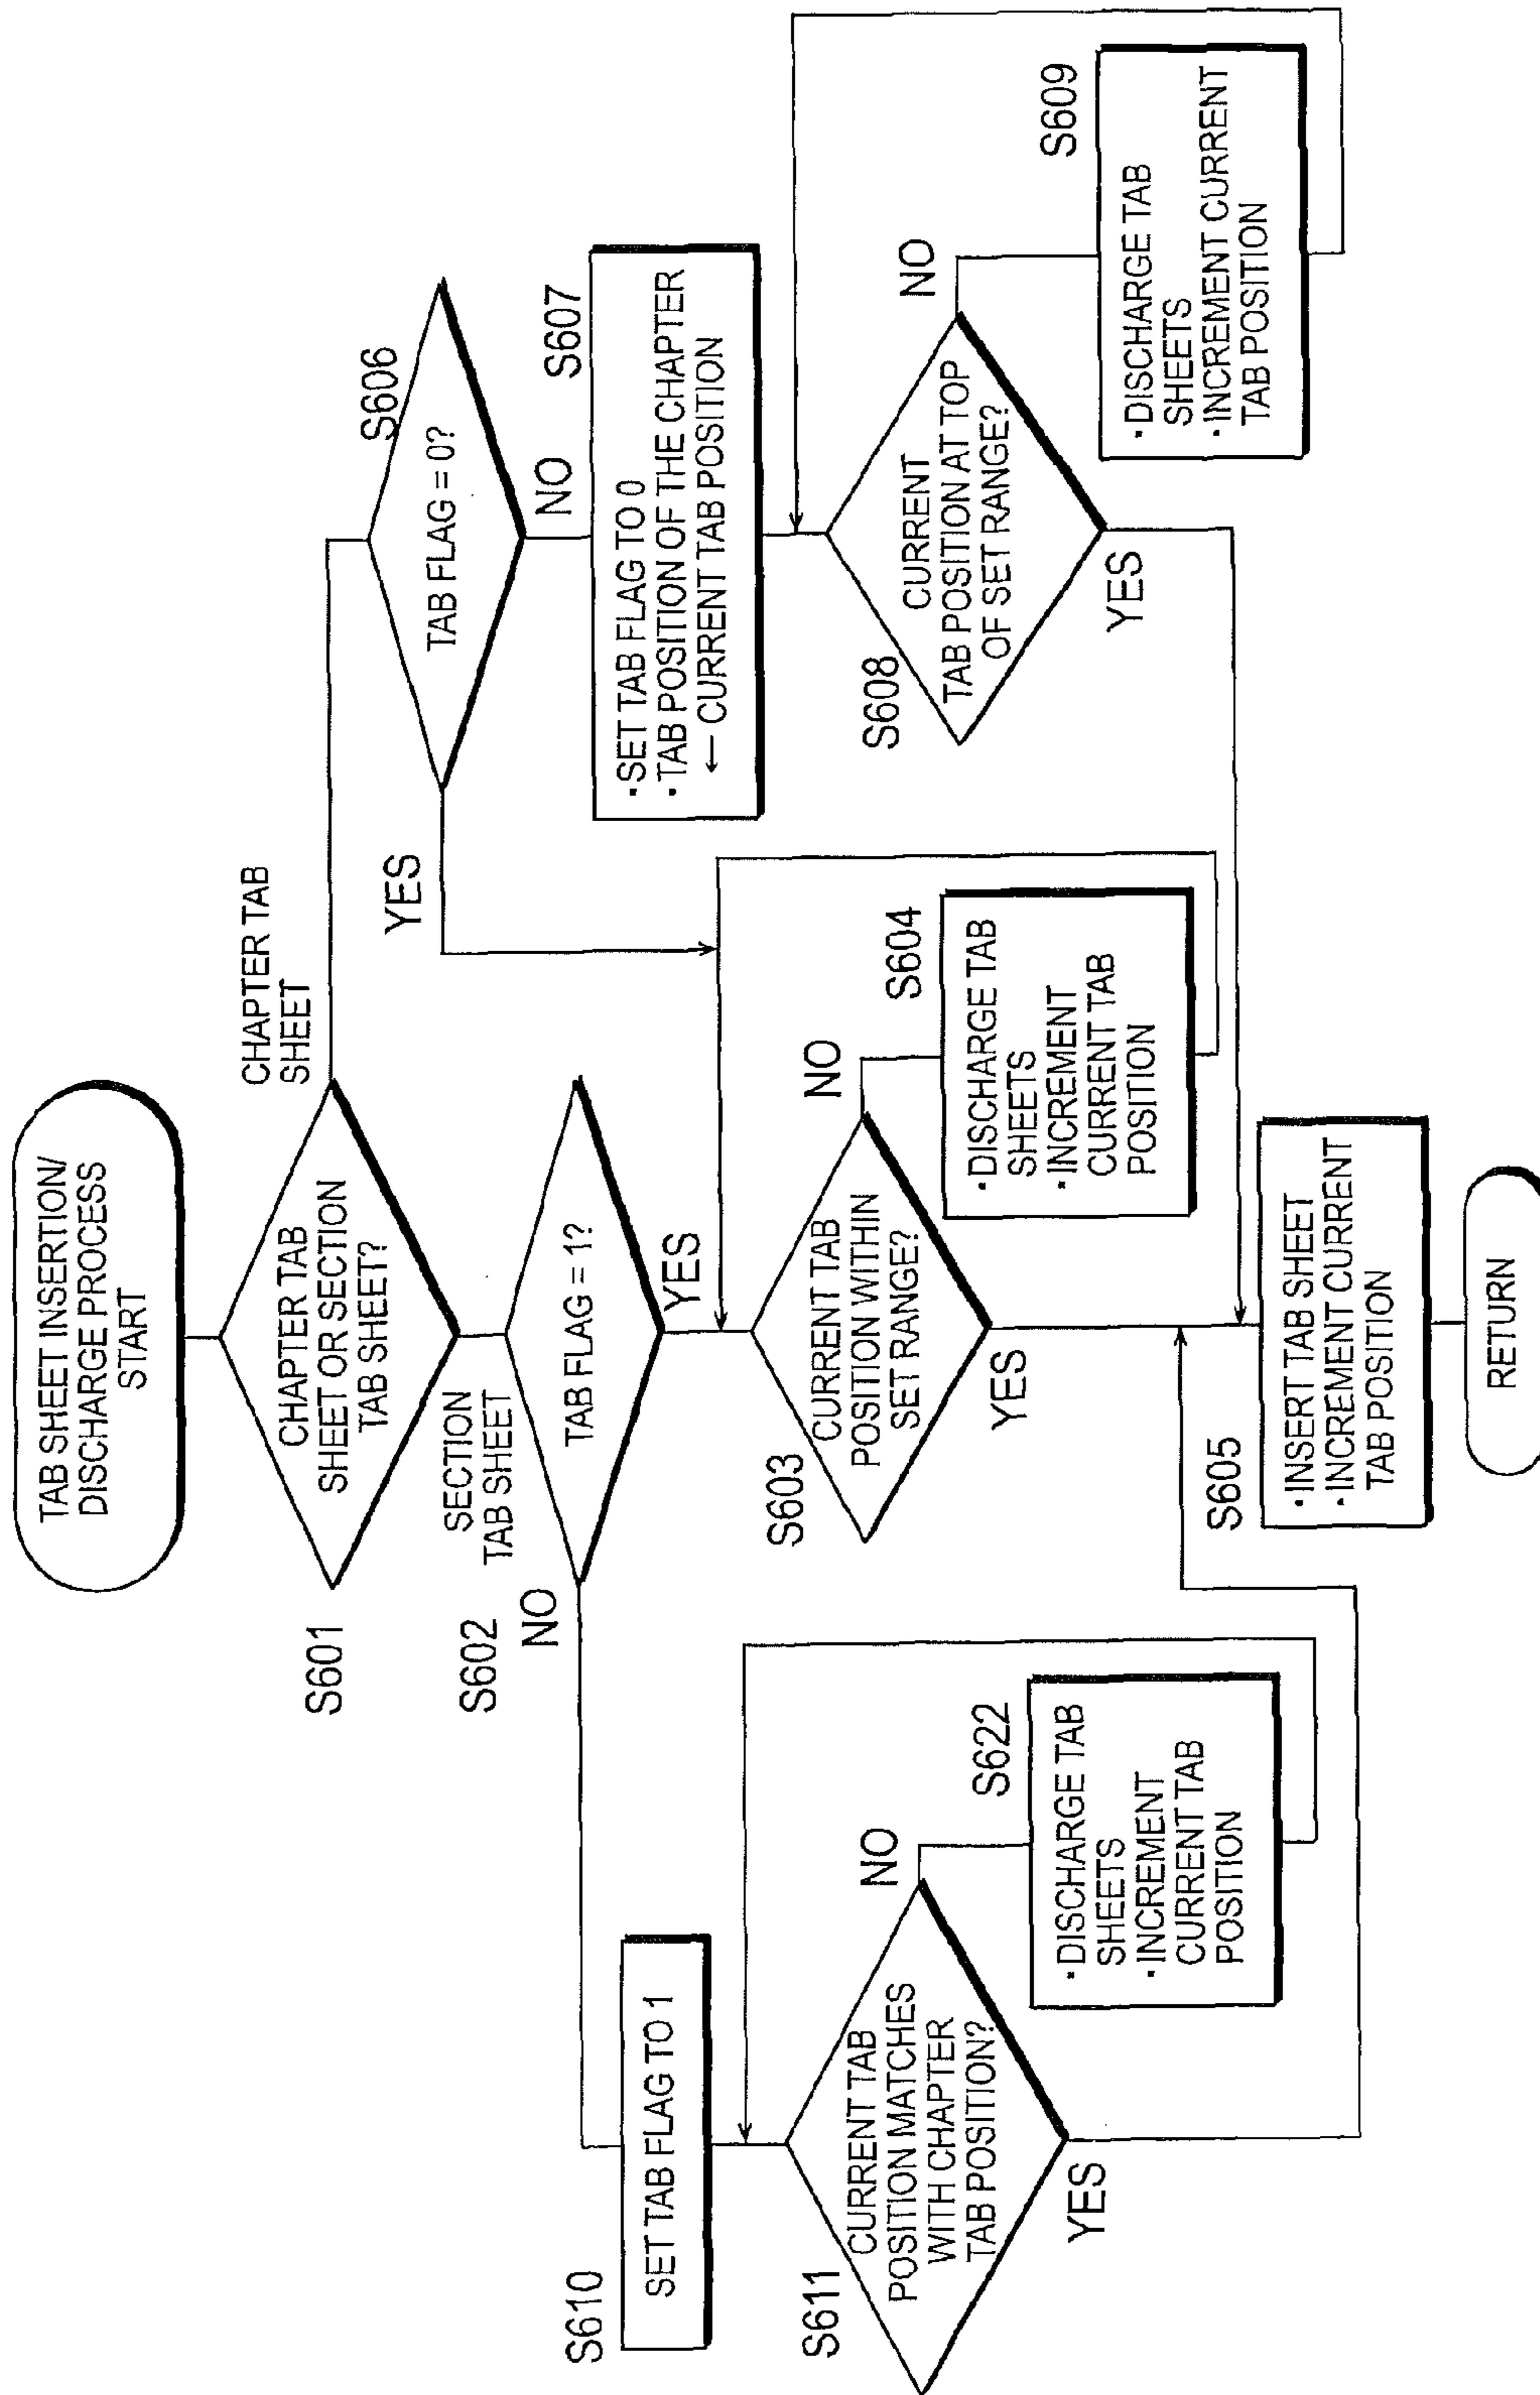 TAB SHEET INSERTION/
DISCHARGE PROCESS
START
S601
CHAPTER TAB
SHEET OR SECTION
TAB SHEET?
CHAPTER TAB
SHEET
SECTION
TAB SHEET
S602
TAB FLAG = 1?
NO
YES
S603
CURRENT TAB
POSITION WITHIN
SET RANGE?
NO
YES
S604
·DISCHARGE TAB
SHEETS
·INCREMENT
CURRENT TAB
POSITION
S605
·INSERT TAB SHEET
·INCREMENT CURRENT
TAB POSITION
RETURN
S606
TAB FLAG = 0?
YES
NO
S607
·SET TAB FLAG TO 0
·TAB POSITION OF THE CHAPTER
← CURRENT TAB POSITION
S608
CURRENT
TAB POSITION AT TOP
OF SET RANGE?
NO
YES
S609
·DISCHARGE TAB
SHEETS
·INCREMENT CURRENT
TAB POSITION
S610
SET TAB FLAG TO 1
S611
CURRENT TAB
POSITION MATCHES
WITH CHAPTER
TAB POSITION?
NO
YES
S622
·DISCHARGE TAB
SHEETS
·INCREMENT
CURRENT TAB
POSITION